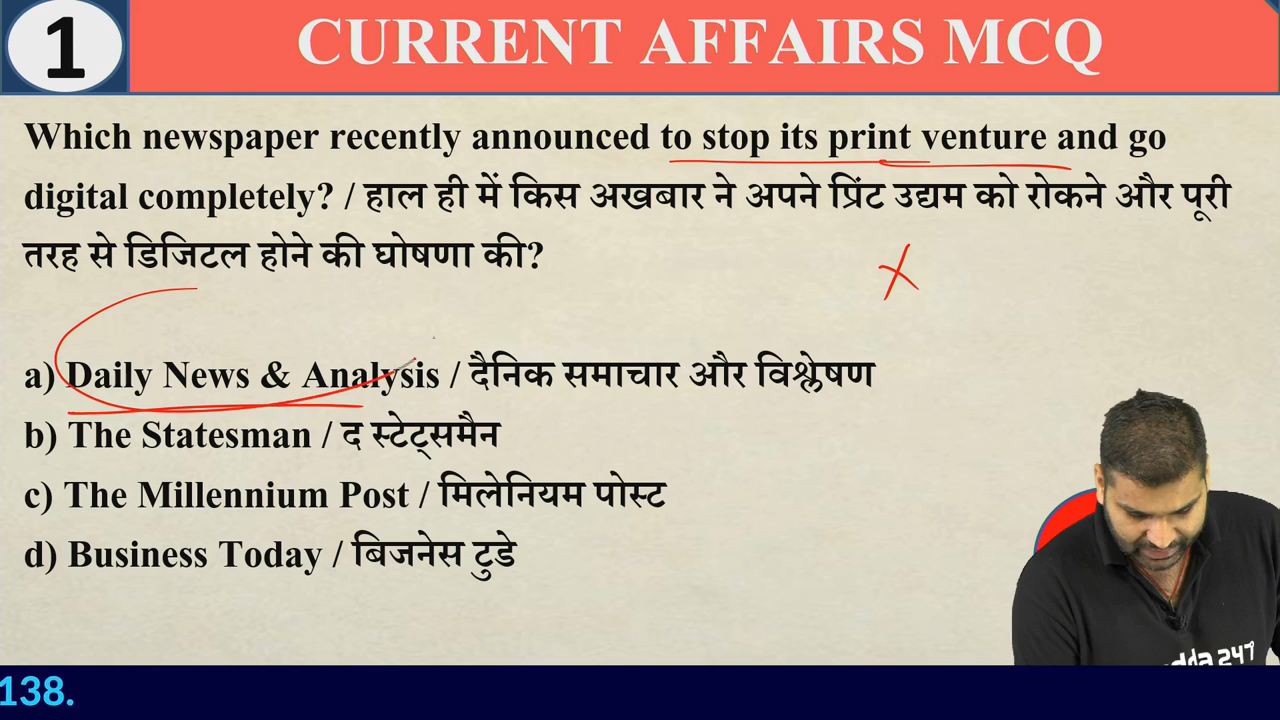 1
CURRENT AFFAIRS MCQ
Which newspaper recently announced to stop its print venture and go
digital completely? / हाल ही में किस अखबार ने अपने प्रिंट उद्यम को रोकने और पूरी
तरह से डिजिटल होने की घोषणा की?
a) Daily News & Analysis / दैनिक समाचार और विश्लेषण
b) The Statesman / द स्टेट्समैन
c) The Millennium Post / मिलेनियम पोस्ट
d) Business Today / बिजनेस टुडे
dda 247
138.